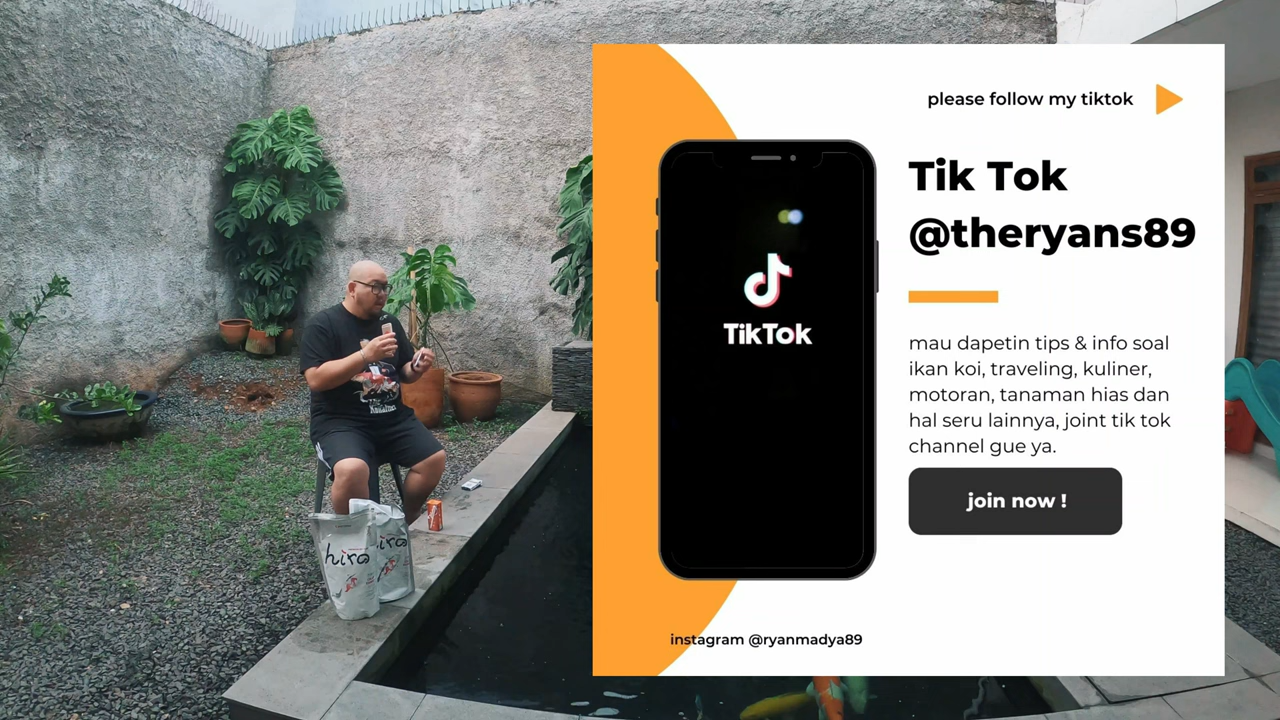 please follow my tiktok
Tik Tok
@theryans89
TikTok
mau dapetin tips & info soal
ikan koi, traveling, kuliner,
motoran, tanaman hias dan
hal seru lainnya, joint tik tok
channel gue ya.
join now !
instagram @ryanmadya89
hiro
hiro